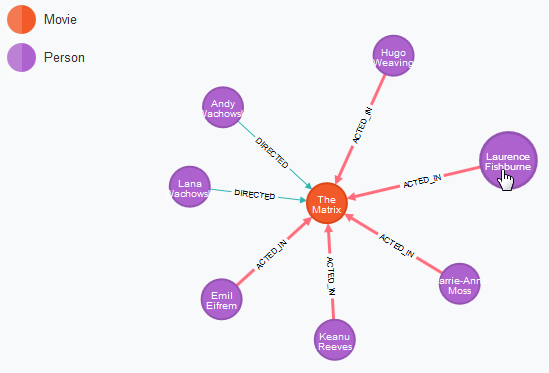 Movie
Person
Hugo
Weaving
ACTED_IN
Andy
Wachowski
DIRECTED
Laurence
Fishburne
ACTED_IN
Lana
Wachowski
DIRECTED
The
Matrix
ACTED_IN
Carrie-Anne
Moss
ACTED_IN
Emil
Eifrem
ACTED_IN
Keanu
Reeves